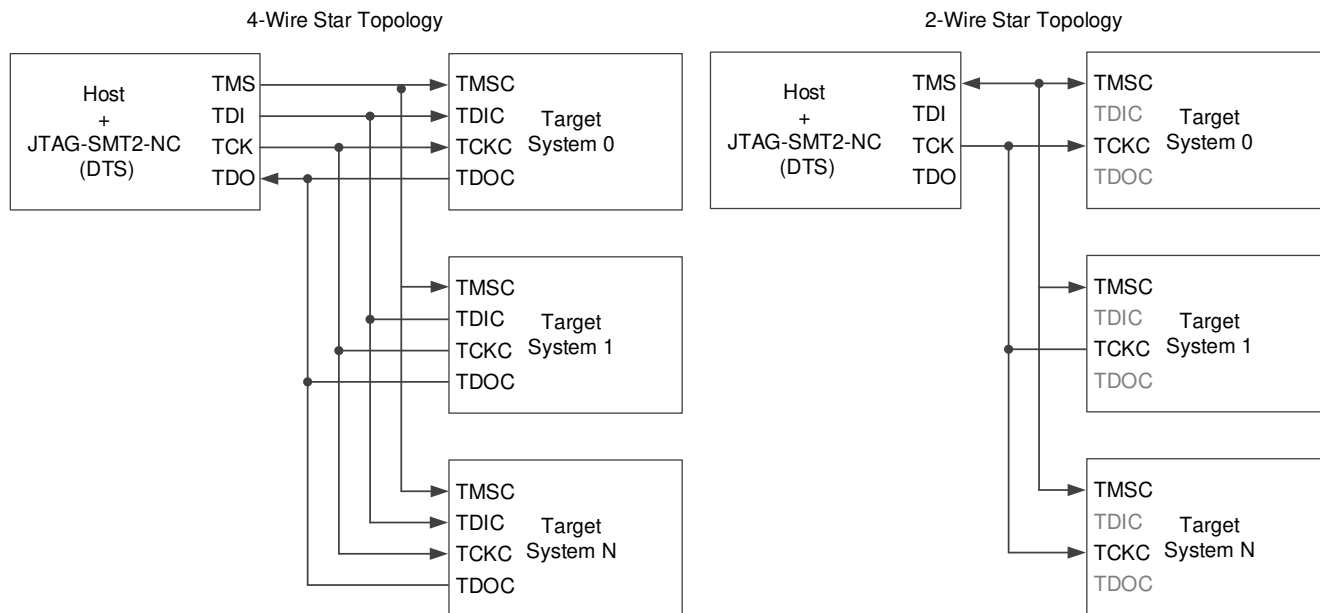 4-Wire Star Topology
Host
+
JTAG-SMT2-NC
(DTS)
TMS
TDI
TCK
TDO
TMSC
TDIC
TCKC
TDOC
Target
System 0
TMSC
TDIC
TCKC
TDOC
Target
System 1
TMSC
TDIC
TCKC
TDOC
Target
System N
2-Wire Star Topology
Host
+
JTAG-SMT2-NC
(DTS)
TMS
TDI
TCK
TDO
TMSC
TDIC
TCKC
TDOC
Target
System 0
TMSC
TDIC
TCKC
TDOC
Target
System 1
TMSC
TDIC
TCKC
TDOC
Target
System N